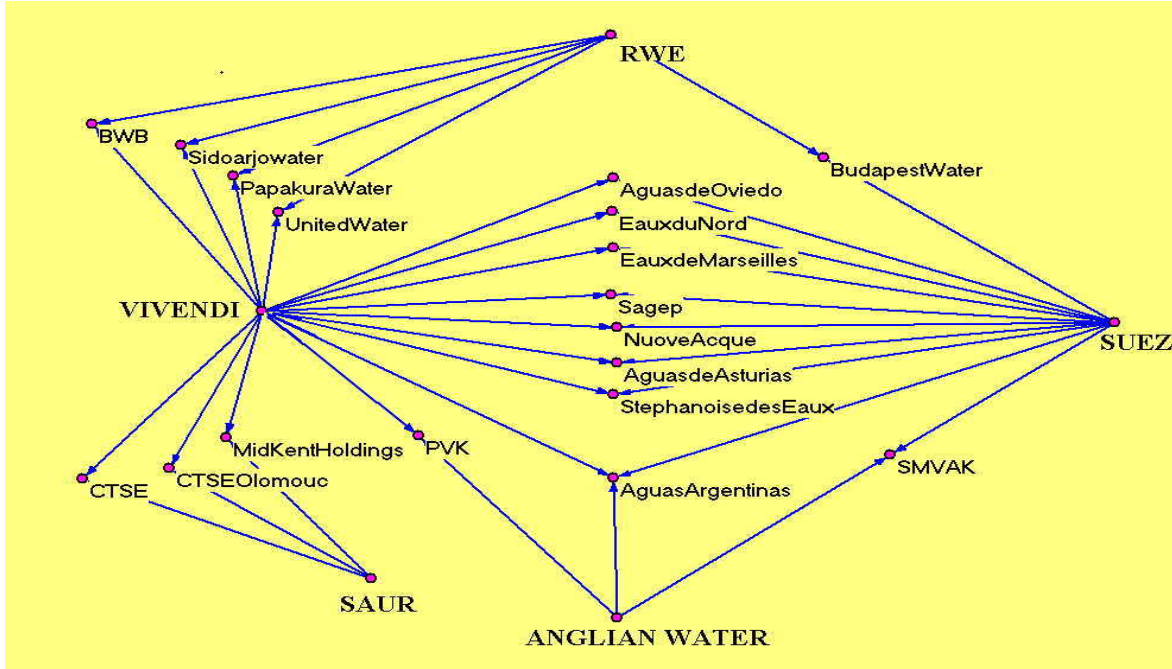 RWE
BWB
Sidoarjowater
BudapestWater
PapakuraWater
AguasdeOviedo
UnitedWater
EauxduNord
EauxdeMarseilles
VIVENDI
Sagep
NuoveAcque
SUEZ
AguasdeAsturias
StephanoisedesEaux
MidKentHoldings
PVK
SMVAK
CTSEOlomouc
CTSE
AguasArgentinas
SAUR
ANGLIAN WATER